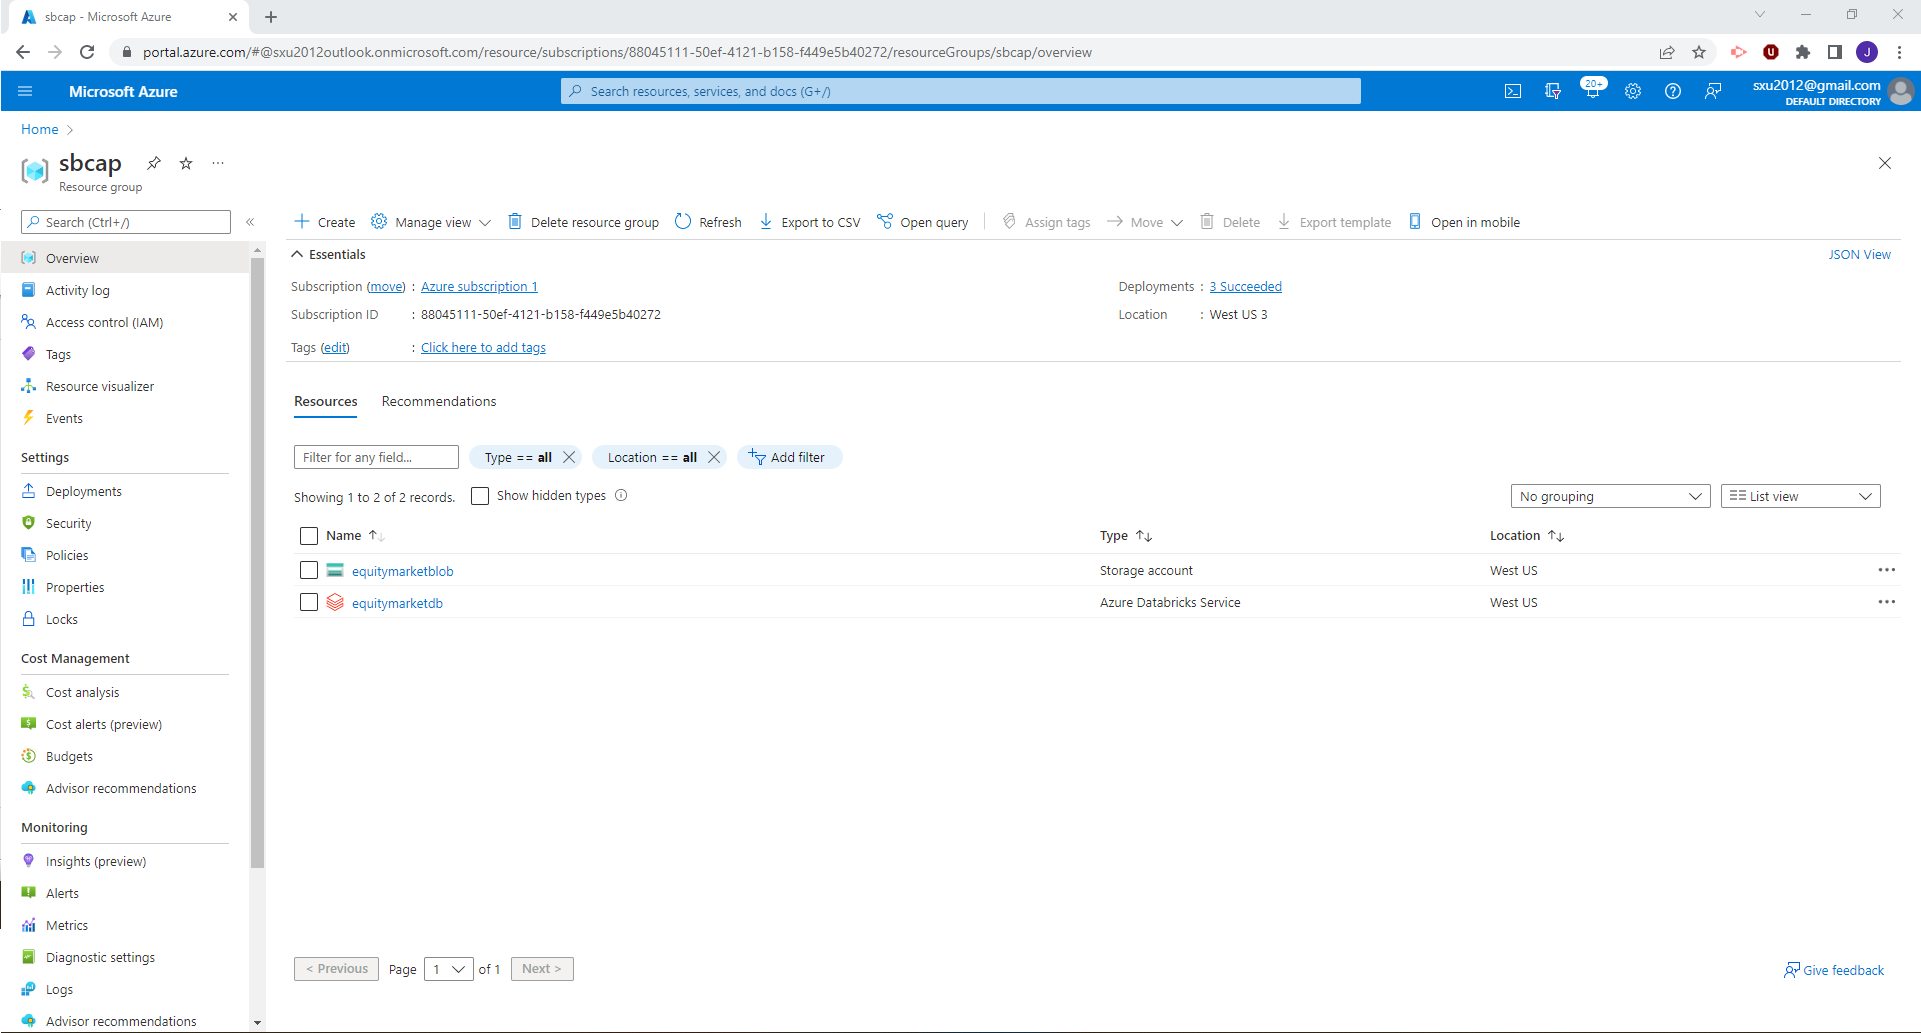 sbcap - Microsoft Azure
portal.azure.com/#@sxu2012outlook.onmicrosoft.com/resource/subscriptions/88045111-50ef-4121-b158-f449e5b40272/resourceGroups/sbcap/overview
U
J
Microsoft Azure
Search resources, services, and docs (G+/)
20+
sxu2012@gmail.com
DEFAULT DIRECTORY
Home
sbcap
Resource group
Search (Ctrl+/)
Create
Manage view
Delete resource group
Refresh
Export to CSV
Open query
Assign tags
Move
Delete
Export template
Open in mobile
Overview
Activity log
Access control (IAM)
Tags
Resource visualizer
Events
Settings
Deployments
Security
Policies
Properties
Locks
Cost Management
Cost analysis
Cost alerts (preview)
Budgets
Advisor recommendations
Monitoring
Insights (preview)
Alerts
Metrics
Diagnostic settings
Logs
Advisor recommendations
Essentials
JSON View
Subscription (move) : Azure subscription 1
Deployments : 3 Succeeded
Subscription ID : 88045111-50ef-4121-b158-f449e5b40272
Location : West US 3
Tags (edit) : Click here to add tags
Resources
Recommendations
Filter for any field...
Type == all
Location == all
Add filter
Showing 1 to 2 of 2 records.
Show hidden types
No grouping
List view
Name
Type
Location
equitymarketblob
Storage account
West US
equitymarketdb
Azure Databricks Service
West US
< Previous
Page 1 of 1
Next >
Give feedback